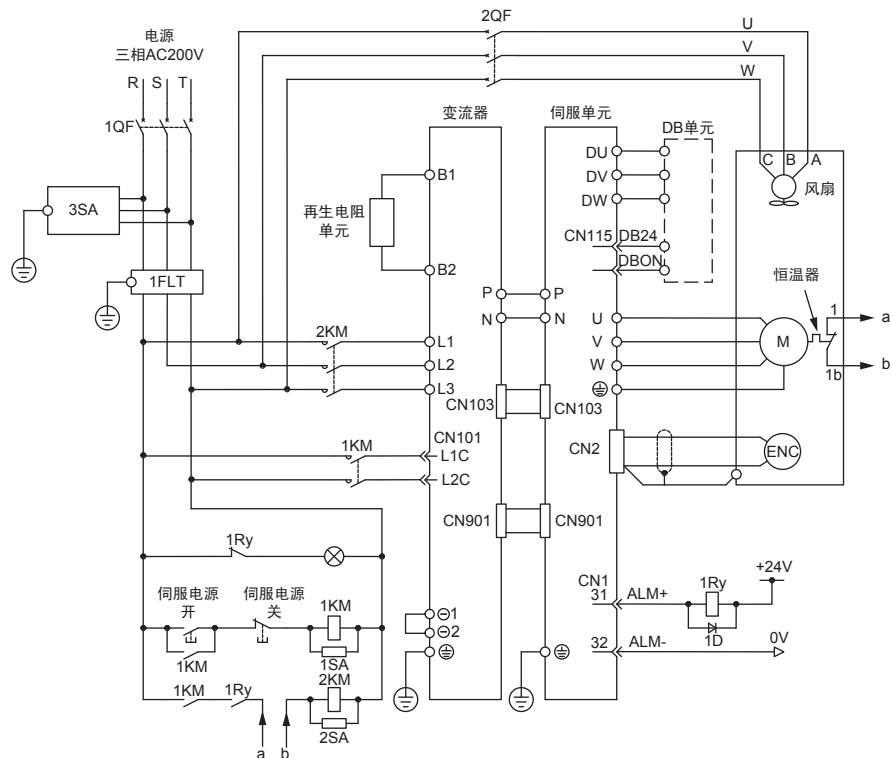 2QF
U
电源
三相AC200V
V
W
R S T
1QF
变流器
伺服单元
DB单元
C B A
风扇
DU
DV
DW
B1
3SA
再生电阻
单元
CN115
DB24
DBON
B2
恒温器
1FLT
P
P
N
N
2KM
U
1
a
L1
V
M
L2
W
1b
b
L3
CN103
CN103
CN101
1KM
L1C
CN2
ENC
L2C
CN901
CN901
1Ry
+24V
伺服电源
开
伺服电源
关
CN1
31
ALM+
1Ry
1KM
⊖1
⊖2
1D
0V
1KM
1SA
32
ALM-
2KM
1KM
1Ry
2SA
a
b